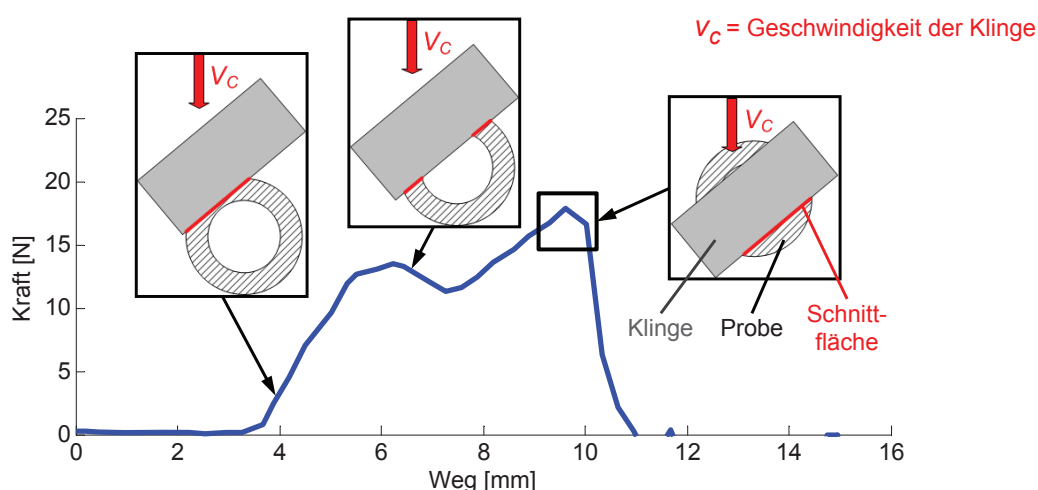 v_c = Geschwindigkeit der Klinge
V_C
V_C
V_C
Kraft [N]
25
20
15
10
5
0
Klinge
Probe
Schnitt-
fläche
0 2 4 6 8 10 12 14 16
Weg [mm]